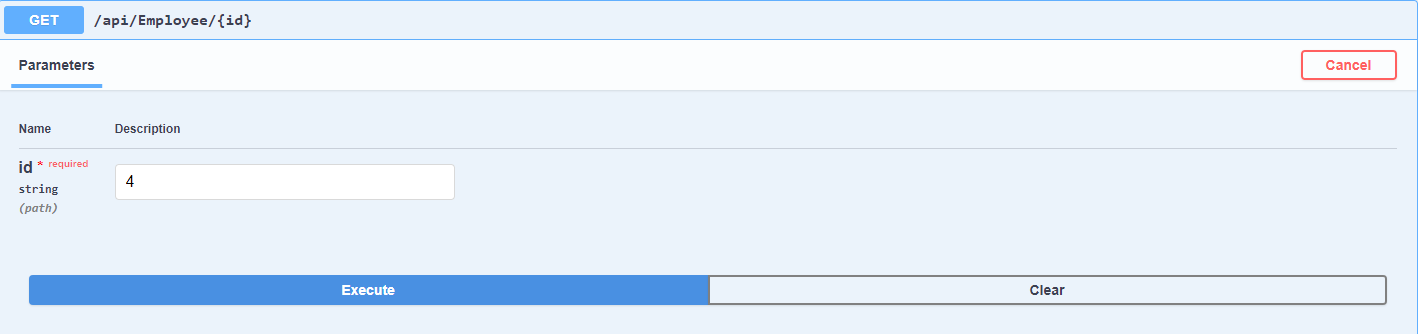 GET /api/Employee/{id}
Parameters Cancel
Name Description
id * required
string
(path)
4
Execute Clear